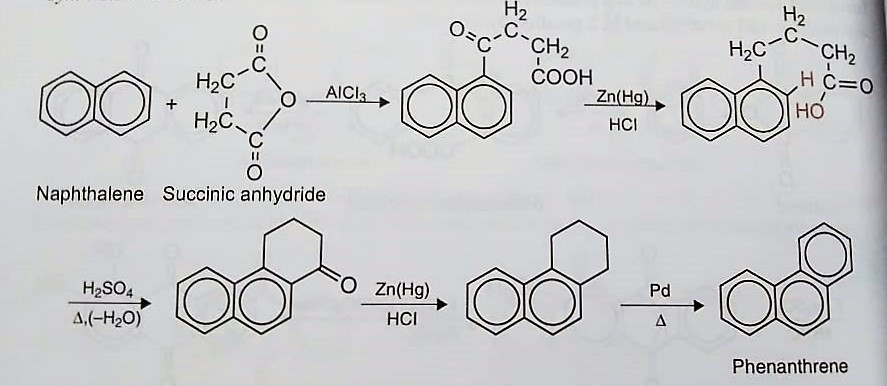 Naphthalene
+
O
C
H2C
O
H2C
C
O
Succinic anhydride
AlCl3
H2
O
C
C
CH2
COOH
Zn(Hg)
HCl
H2
C
H2C
CH2
H
C=O
HO
H2SO4
Δ,(–H2O)
O
Zn(Hg)
HCl
Pd
Δ
Phenanthrene